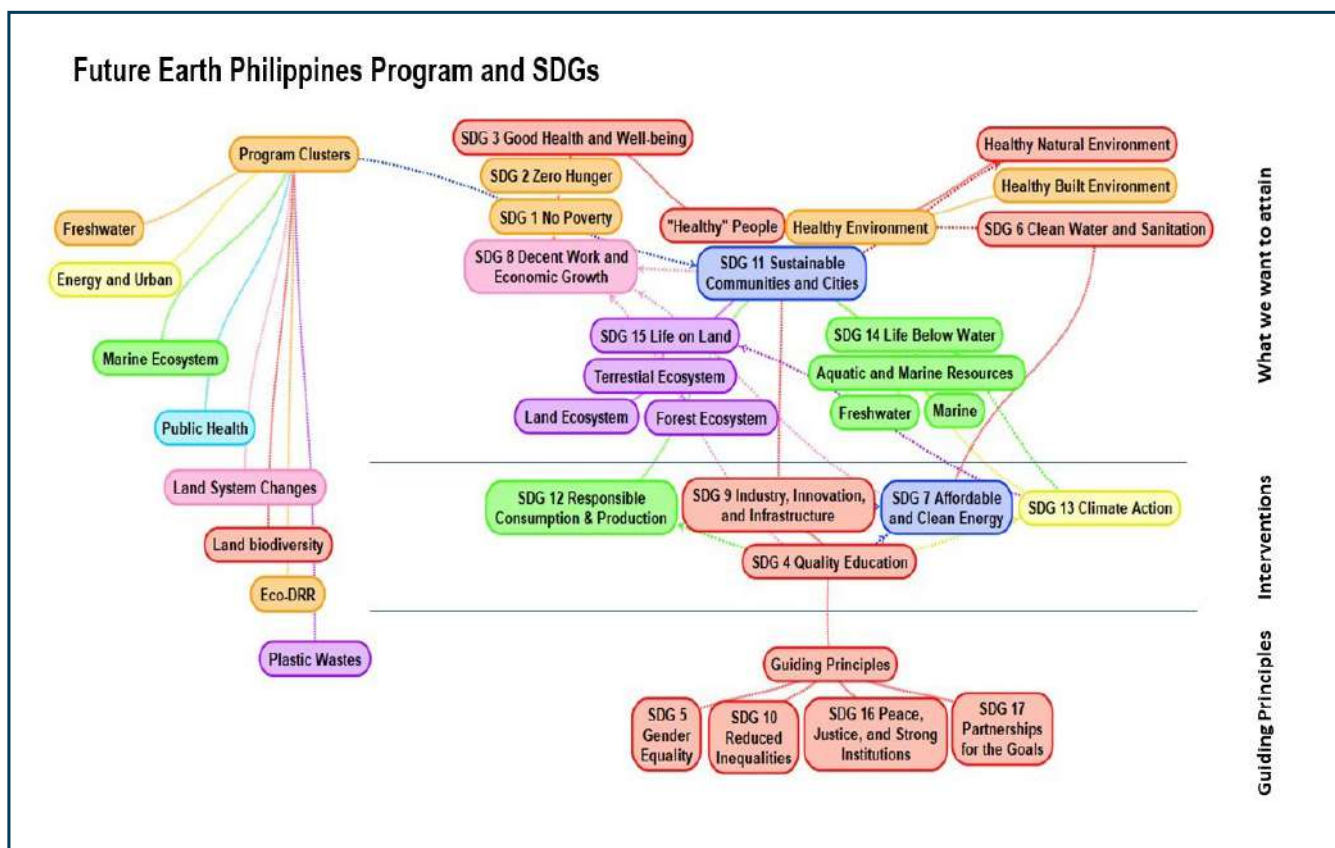 Future Earth Philippines Program and SDGs
Program Clusters
Freshwater
Energy and Urban
Marine Ecosystem
Public Health
Land System Changes
Land biodiversity
Eco-DRR
Plastic Wastes
SDG 3 Good Health and Well-being
SDG 2 Zero Hunger
SDG 1 No Poverty
SDG 8 Decent Work and
Economic Growth
"Healthy" People
Healthy Environment
Healthy Natural Environment
Healthy Built Environment
SDG 6 Clean Water and Sanitation
SDG 11 Sustainable
Communities and Cities
SDG 15 Life on Land
Terrestial Ecosystem
Land Ecosystem
Forest Ecosystem
SDG 14 Life Below Water
Aquatic and Marine Resources
Freshwater
Marine
What we want to attain
SDG 12 Responsible
Consumption & Production
SDG 9 Industry, Innovation,
and Infrastructure
SDG 7 Affordable
and Clean Energy
SDG 13 Climate Action
SDG 4 Quality Education
Interventions
Guiding Principles
SDG 5
Gender
Equality
SDG 10
Reduced
Inequalities
SDG 16 Peace,
Justice, and Strong
Institutions
SDG 17
Partnerships
for the Goals
Guiding Principles